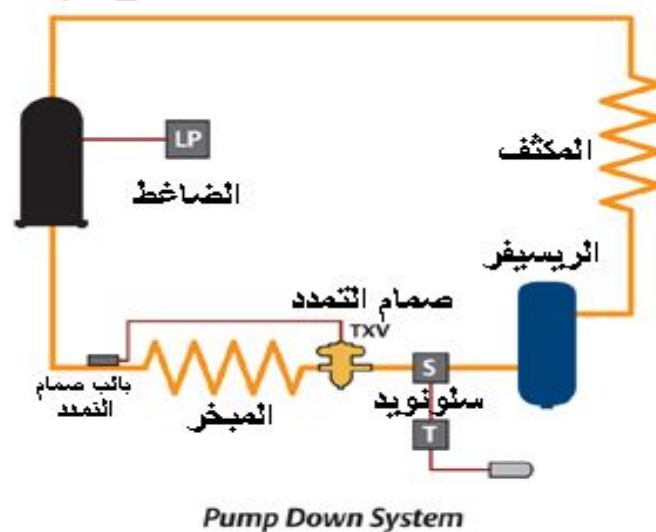 LP
الضاغط
المكثف
الريسيفر
صمام التمدد
TXV
S
سلونويد
T
بالب صمام
التمدد
المبخر
Pump Down System